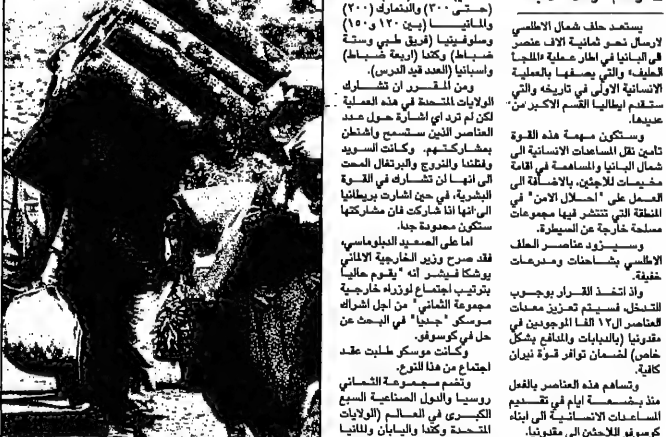 يستعد حلف شمال الاطلسي
لارسال نحو ثمانية الاف عنصر
الى البانيا في اطار عملية «الملجأ
الحليف» والتي يصفها بالعملية
الانسانية الاولى في تاريخه والتي
ستقدم ايطاليا القسم الاكبر من
عديدها.
وستكون مهمة هذه القوة
تأمين نقل المساعدات الانسانية الى
شمال البانيا والمساهمة في اقامة
مخيمات للاجئين، بالاضافة الى
العمل على "احلال الامن" في
المنطقة التي تنتشر فيها مجموعات
مسلحة خارجة عن السيطرة.
وسيزود عناصر الحلف
الاطلسي بشاحنات ومدرعات
خفيفة.
واذ اتخذ القرار بوجوب
التدخل، فسيتم تعزيز معدات
العناصر ال١٢ الفا الموجودين في
مقدونيا (بالدبابات والمدافع بشكل
خاص) لضمان توافر قوة نيران
كافية.
وتساهم هذه العناصر بالفعل
منذ بضعة ايام في تقديم
المساعدات الانسانية الى ابناء
كوسوفو اللاجئين الى مقدونيا.
(حتى ٣٠٠) والدنمارك (٢٠٠)
والمانيا (بين ١٢٠ و١٥٠)
وسلوفينيا (فريق طبي وستة
ضباط) وكندا (اربعة ضباط)
واسبانيا (العدد قيد الدرس).
ومن المقرر ان تشارك
الولايات المتحدة في هذه العملية
لكن لم ترد اي اشارة حول عدد
العناصر الذين ستسمح واشنطن
بمشاركتهم. وكانت السويد
وفنلندا والنروج والبرتغال المحت
الى انها لن تشارك في القوة
البشرية، في حين اشارت بريطانيا
الى انها اذا شاركت فان مشاركتها
ستكون محدودة جدا.
اما على الصعيد الدبلوماسي،
فقد صرح وزير الخارجية الالماني
يوشكا فيشر انه "يقوم حاليا
بترتيب اجتماع لوزراء خارجية
مجموعة الثماني" من اجل اشراك
موسكو "جديا" في البحث عن
حل في كوسوفو.
وكانت موسكو طلبت عقد
اجتماع من هذا النوع.
وتضم مجموعة الثماني
روسيا والدول الصناعية السبع
الكبرى في العالم (الولايات
المتحدة وكندا واليابان والمانيا